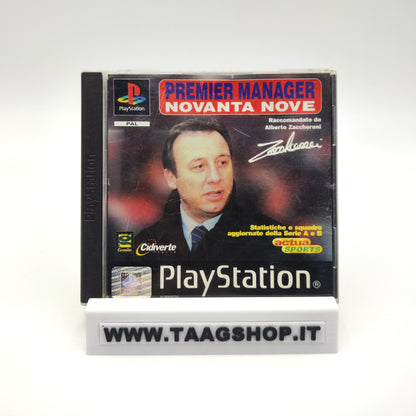 PlayStation
PAL
PREMIER MANAGER
NOVANTA NOVE
Raccomandato da
Alberto Zaccheroni
Zaccheroni
PlayStation
Statistiche e squadre
aggiornate della Serie A e B
actua
SPORTS
Gremlin
Cidiverte
PlayStation®
WWW.TAAGSHOP.IT